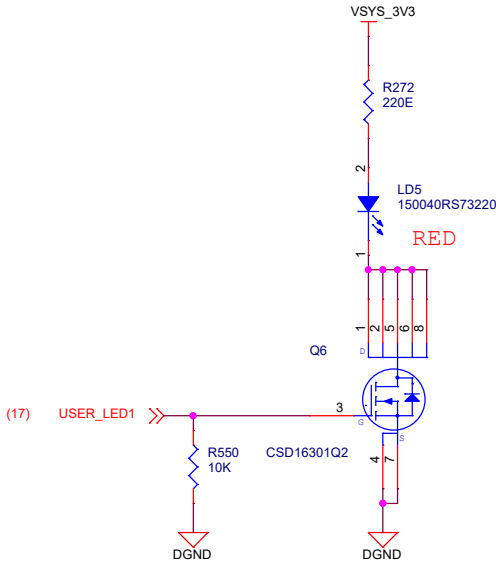 VSYS_3V3
R272
220E
2
LD5
150040RS73220
RED
1
1
2
5
6
8
Q6
D
(17)
USER_LED1
3
G
S
R550
10K
CSD16301Q2
4
7
DGND
DGND